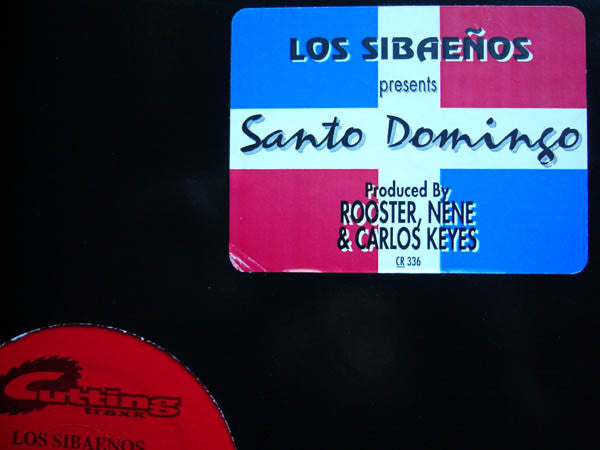 LOS SIBAEÑOS
presents
Santo Domingo
Produced By
ROOSTER, NENE
& CARLOS KEYES
CR 336
Cutting
traxx
LOS SIBAENOS